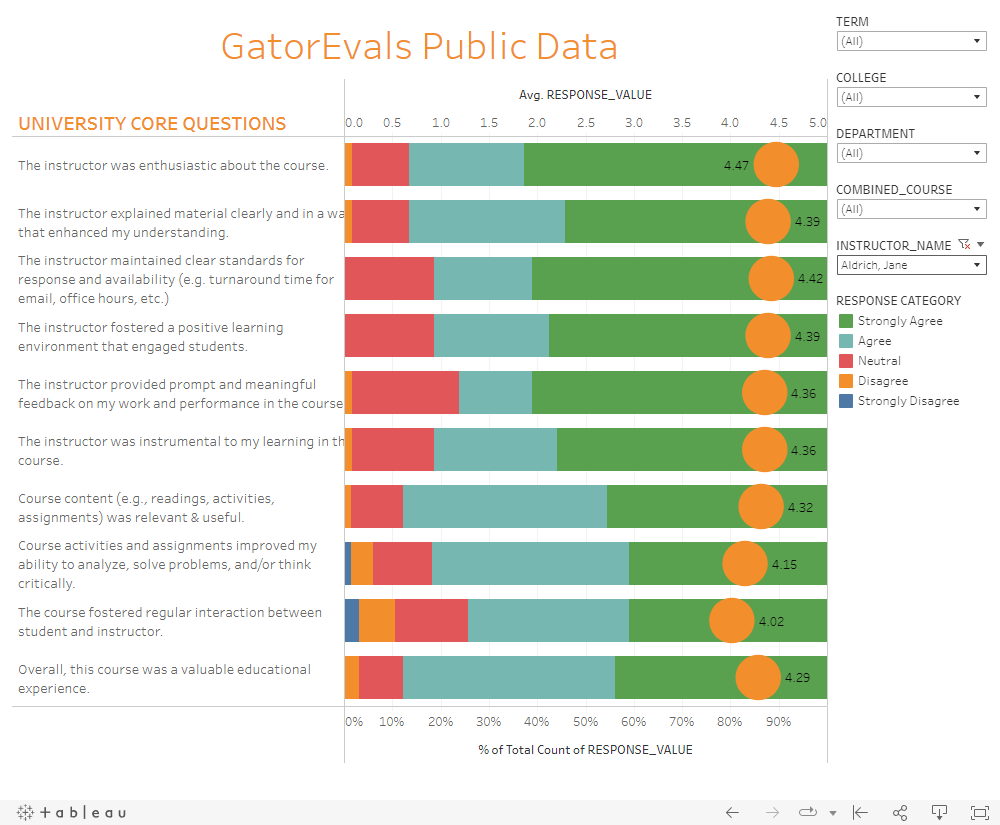 GatorEvals Public Data
TERM
(All)
COLLEGE
(All)
DEPARTMENT
(All)
COMBINED_COURSE
(All)
INSTRUCTOR_NAME
Aldrich, Jane
RESPONSE CATEGORY
Strongly Agree
Agree
Neutral
Disagree
Strongly Disagree
Avg. RESPONSE_VALUE
UNIVERSITY CORE QUESTIONS
0.0 0.5 1.0 1.5 2.0 2.5 3.0 3.5 4.0 4.5 5.0
The instructor was enthusiastic about the course.
4.47
The instructor explained material clearly and in a wa
that enhanced my understanding.
4.39
The instructor maintained clear standards for
response and availability (e.g. turnaround time for
email, office hours, etc.)
4.42
The instructor fostered a positive learning
environment that engaged students.
4.39
The instructor provided prompt and meaningful
feedback on my work and performance in the course
4.36
The instructor was instrumental to my learning in th
course.
4.36
Course content (e.g., readings, activities,
assignments) was relevant & useful.
4.32
Course activities and assignments improved my
ability to analyze, solve problems, and/or think
critically.
4.15
The course fostered regular interaction between
student and instructor.
4.02
Overall, this course was a valuable educational
experience.
4.29
0% 10% 20% 30% 40% 50% 60% 70% 80% 90%
% of Total Count of RESPONSE_VALUE
+ableau